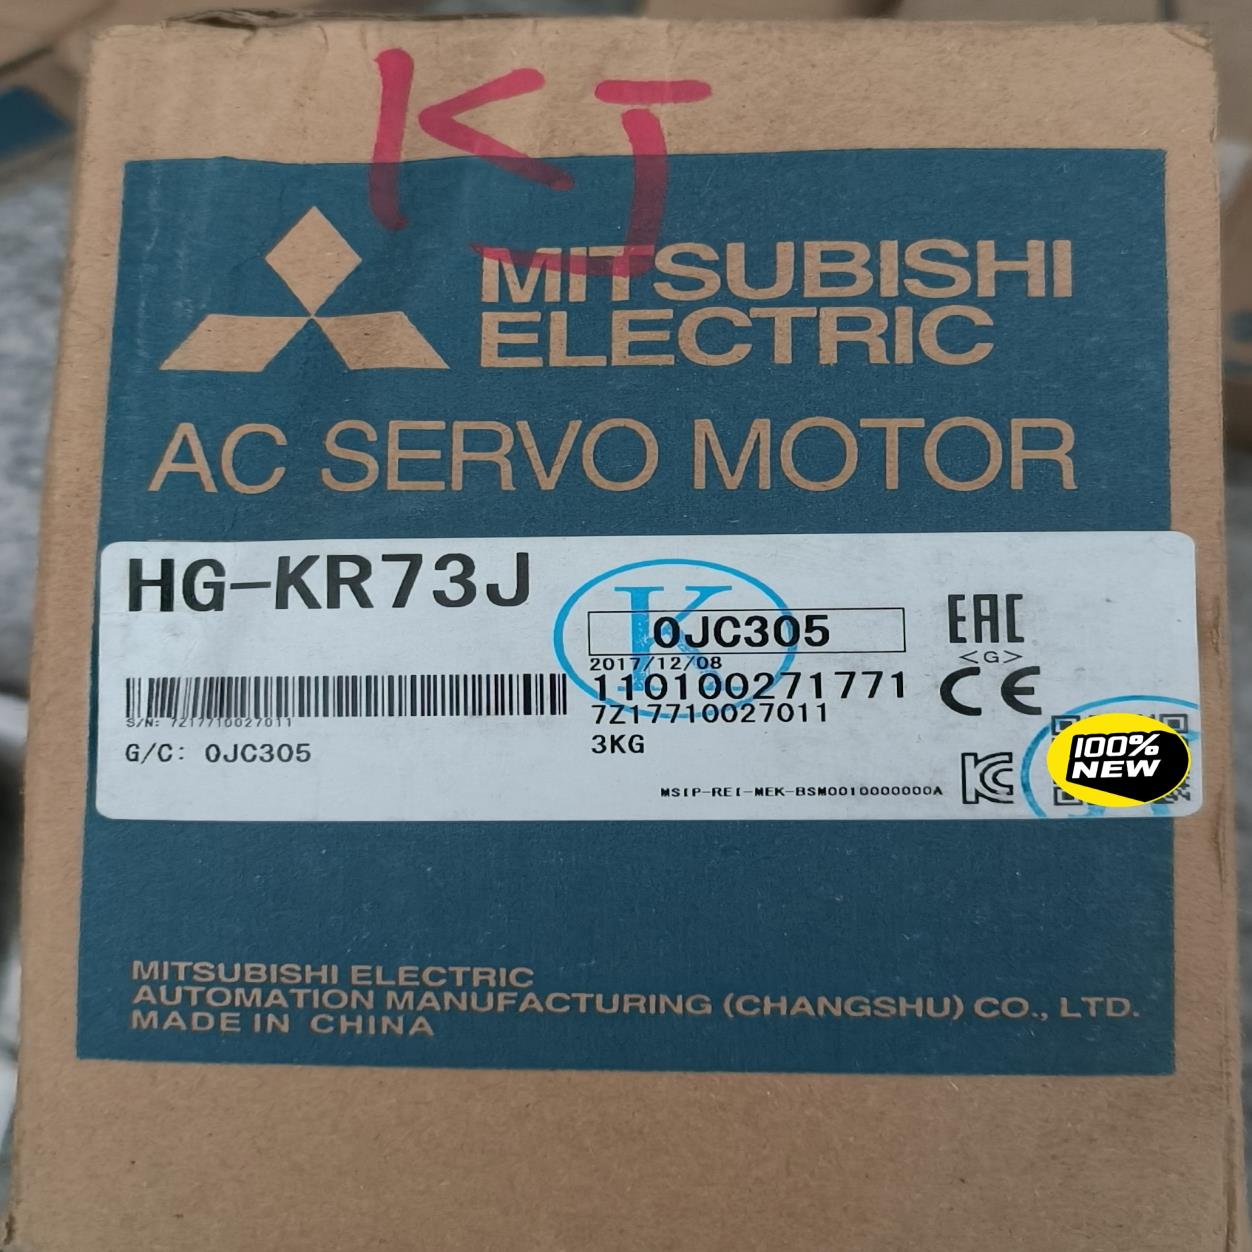 KJ
MITSUBISHI
ELECTRIC
AC SERVO MOTOR
HG-KR73J
K
0JC305
2017/12/08
110100271771
7Z17710027011
3KG
S/N: 7Z17710027011
G/C: 0JC305
EAC
<G>
CE
MSIP-REI-MEK-BSM0010000000A
KC
100%
NEW
MITSUBISHI ELECTRIC
AUTOMATION MANUFACTURING (CHANGSHU) CO., LTD.
MADE IN CHINA